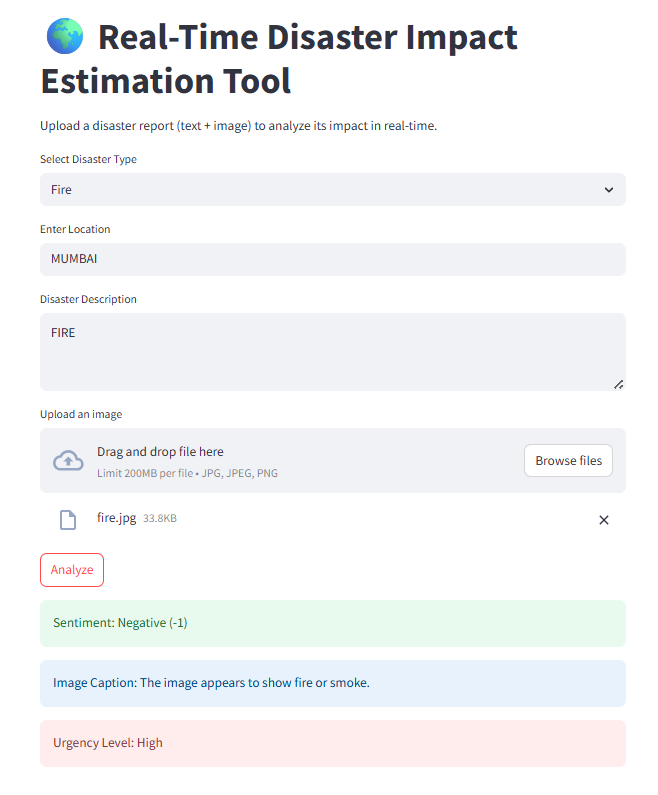 Real-Time Disaster Impact
Estimation Tool
Upload a disaster report (text + image) to analyze its impact in real-time.
Select Disaster Type
Fire
Enter Location
MUMBAI
Disaster Description
FIRE
Upload an image
Drag and drop file here
Limit 200MB per file • JPG, JPEG, PNG
Browse files
fire.jpg 33.8KB
Analyze
Sentiment: Negative (-1)
Image Caption: The image appears to show fire or smoke.
Urgency Level: High